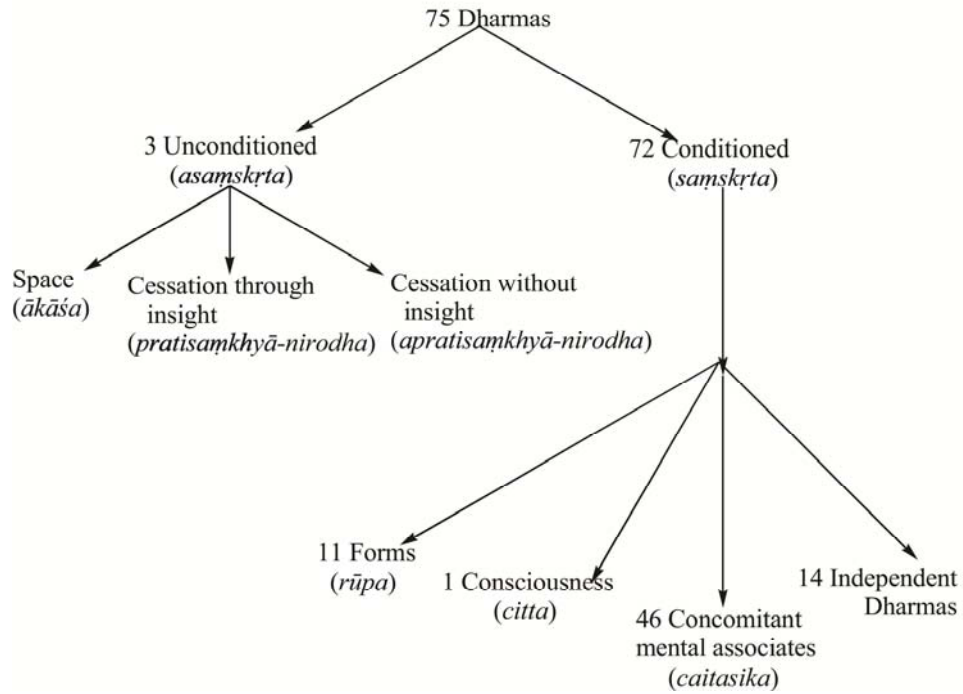 75 Dharmas
3 Unconditioned
(asaṃskṛta)
72 Conditioned
(saṃskṛta)
Space
(ākāśa)
Cessation through
insight
(pratisaṃkhyā-nirodha)
Cessation without
insight
(apratisaṃkhyā-nirodha)
11 Forms
(rūpa)
1 Consciousness
(citta)
46 Concomitant
mental associates
(caitasika)
14 Independent
Dharmas